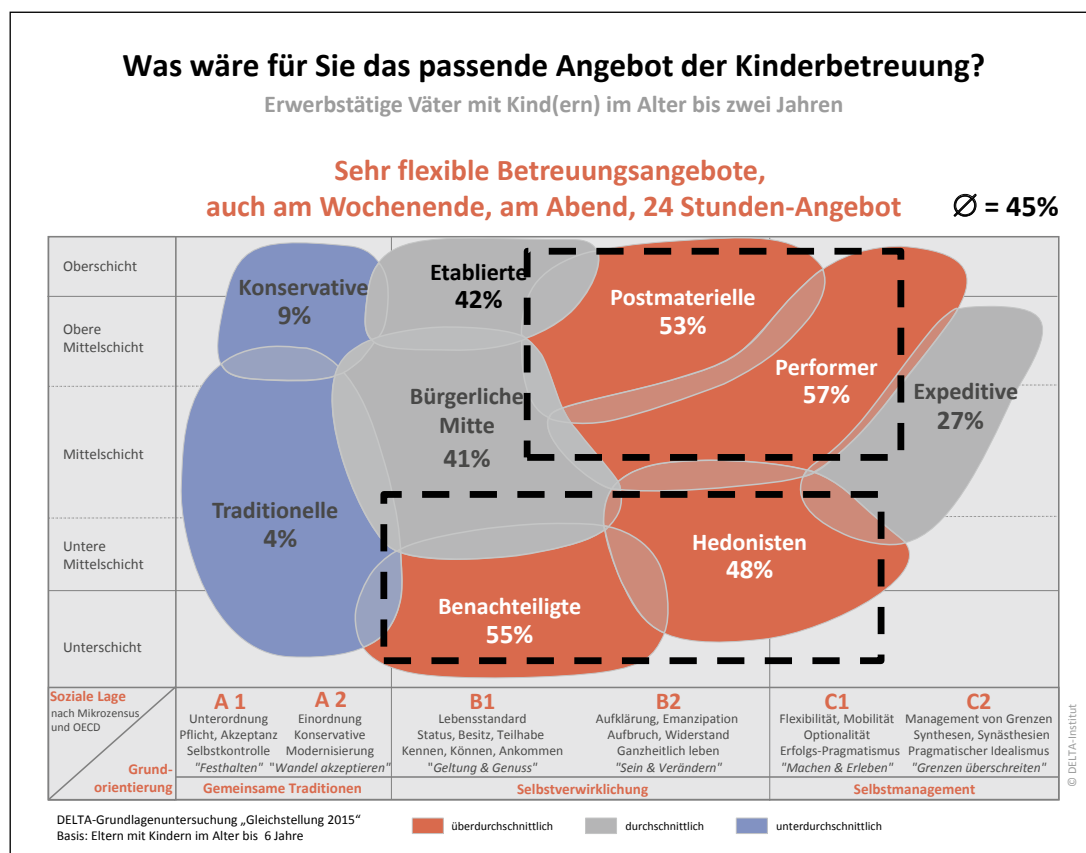 Was wäre für Sie das passende Angebot der Kinderbetreuung?
Erwerbstätige Väter mit Kind(ern) im Alter bis zwei Jahren
Sehr flexible Betreuungsangebote,
auch am Wochenende, am Abend, 24 Stunden-Angebot
Ø = 45%
Oberschicht
Obere
Mittelschicht
Mittelschicht
Untere
Mittelschicht
Unterschicht
Konservative
9%
Etablierte
42%
Postmaterielle
53%
Performer
57%
Expeditive
27%
Bürgerliche
Mitte
41%
Traditionelle
4%
Hedonisten
48%
Benachteiligte
55%
Soziale Lage
nach Mikrozensus
und OECD
Grund-
orientierung
A 1
Unterordnung
Pflicht, Akzeptanz
Selbstkontrolle
"Festhalten"
A 2
Einordnung
Konservative
Modernisierung
"Wandel akzeptieren"
B1
Lebensstandard
Status, Besitz, Teilhabe
Kennen, Können, Ankommen
"Geltung & Genuss"
B2
Aufklärung, Emanzipation
Aufbruch, Widerstand
Ganzheitlich leben
"Sein & Verändern"
C1
Flexibilität, Mobilität
Optionalität
Erfolgs-Pragmatismus
"Machen & Erleben"
C2
Management von Grenzen
Synthesen, Synästhesien
Pragmatischer Idealismus
"Grenzen überschreiten"
Gemeinsame Traditionen
Selbstverwirklichung
Selbstmanagement
© DELTA-Institut
DELTA-Grundlagenuntersuchung „Gleichstellung 2015“
Basis: Eltern mit Kindern im Alter bis 6 Jahre
überdurchschnittlich
durchschnittlich
unterdurchschnittlich